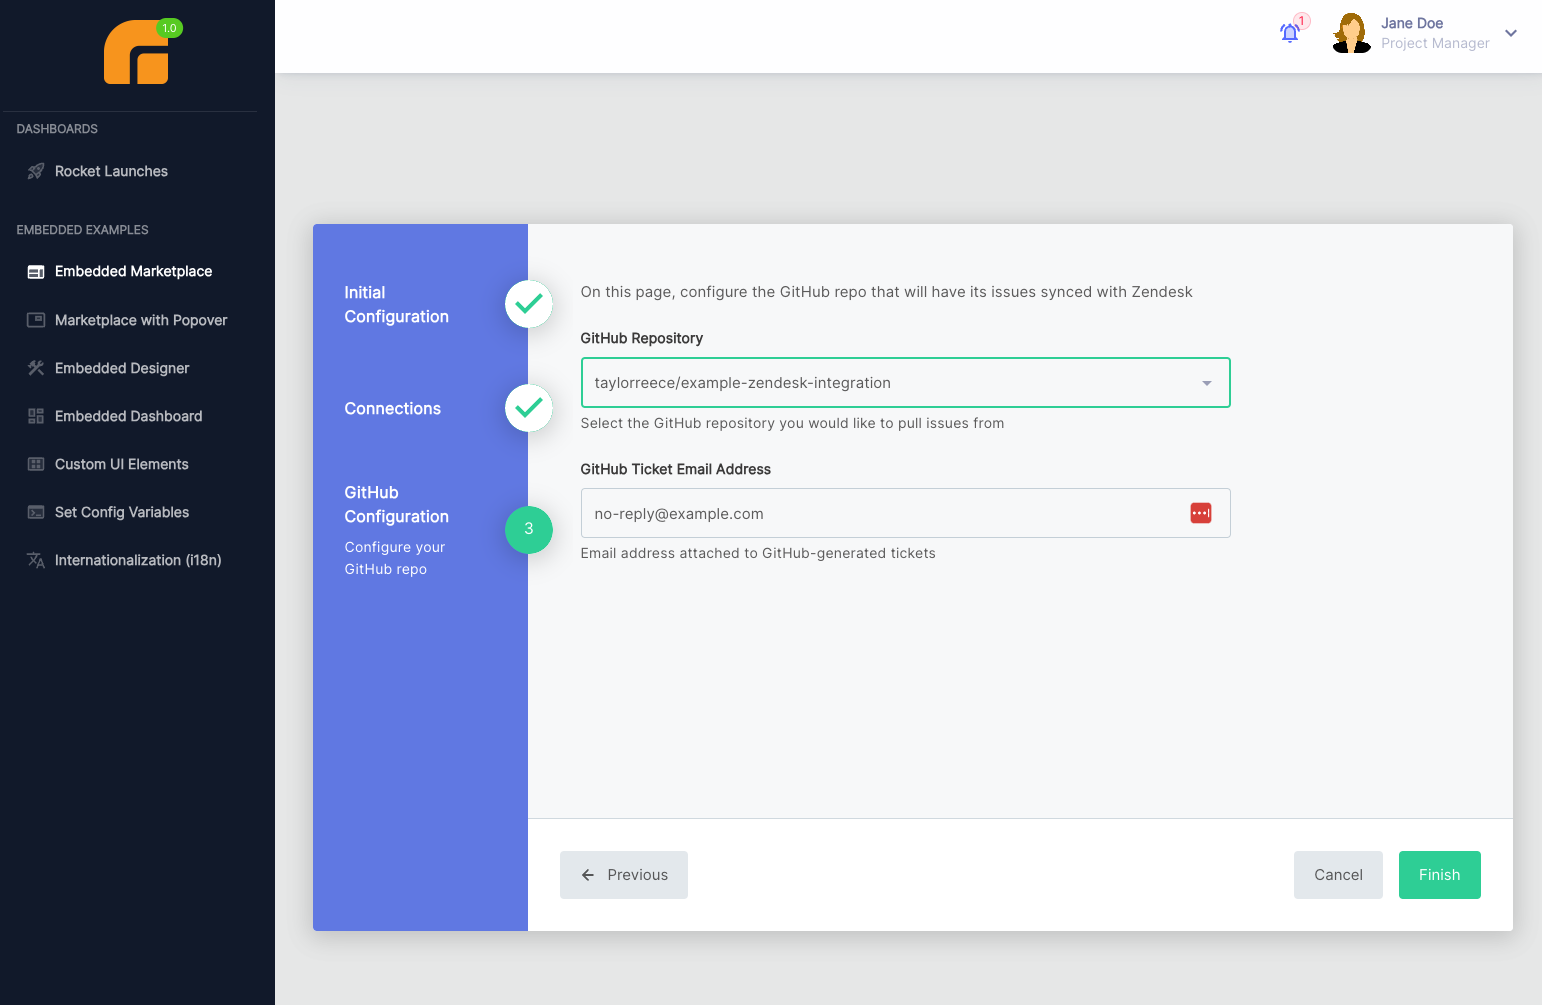 1.0
DASHBOARDS
Rocket Launches
EMBEDDED EXAMPLES
Embedded Marketplace
Marketplace with Popover
Embedded Designer
Embedded Dashboard
Custom UI Elements
Set Config Variables
Internationalization (i18n)
1
Jane Doe
Project Manager
Initial
Configuration
Connections
GitHub
Configuration
3
Configure your
GitHub repo
On this page, configure the GitHub repo that will have its issues synced with Zendesk
GitHub Repository
taylorreece/example-zendesk-integration
Select the GitHub repository you would like to pull issues from
GitHub Ticket Email Address
no-reply@example.com
Email address attached to GitHub-generated tickets
Previous
Cancel
Finish